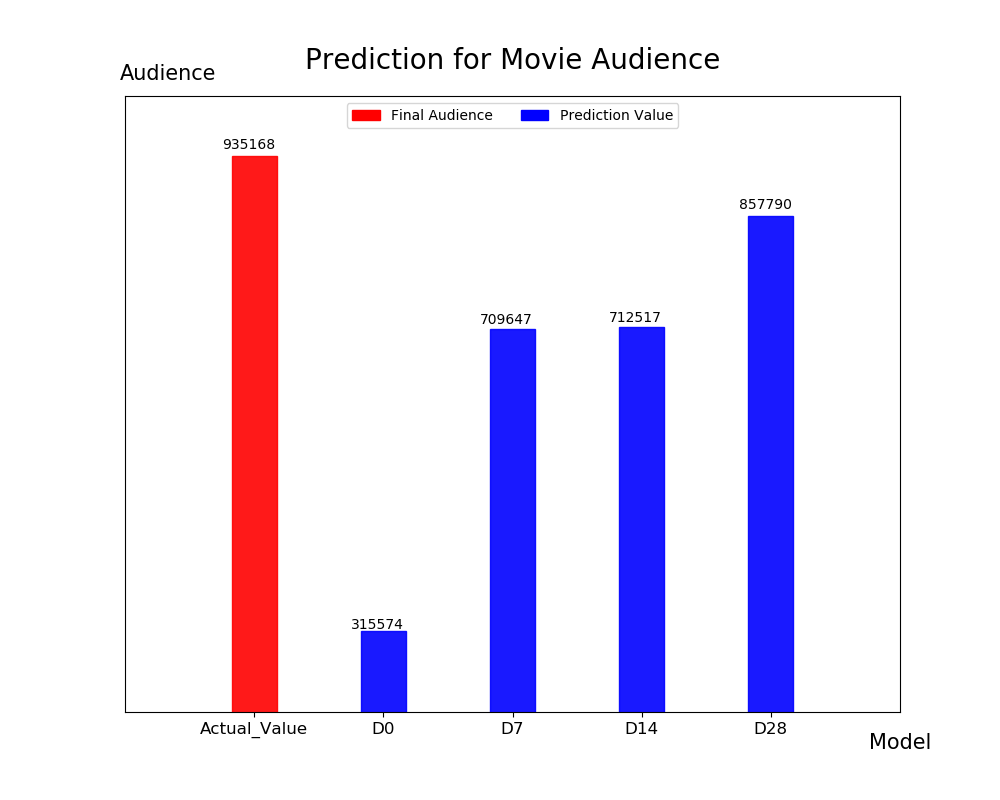 Prediction for Movie Audience
Audience
Final Audience
Prediction Value
935168
857790
712517
709647
315574
Actual_Value
D0
D7
D14
D28
Model